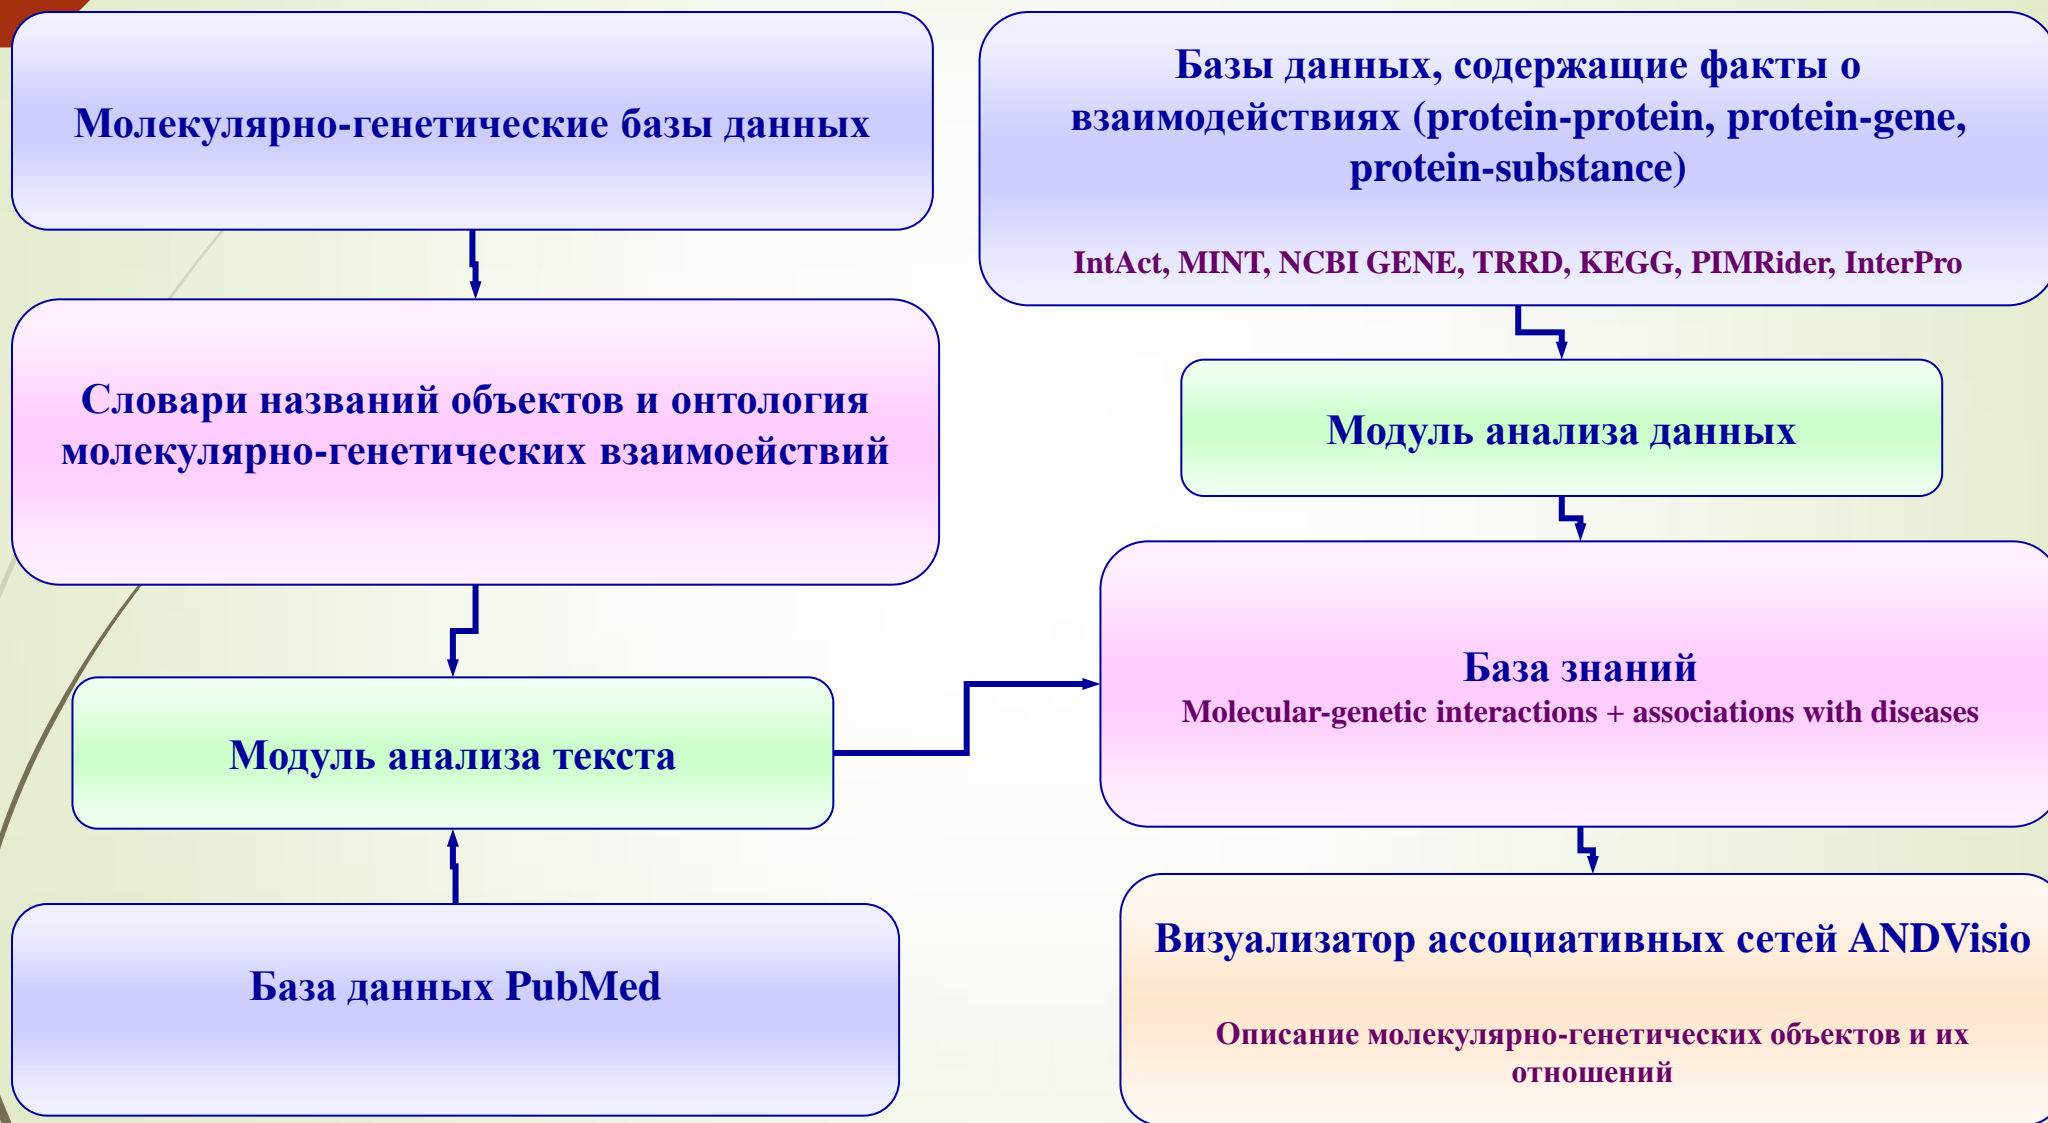 Молекулярно-генетические базы данных
Словари названий объектов и онтология
молекулярно-генетических взаимоействий
Модуль анализа текста
База данных PubMed
Базы данных, содержащие факты о
взаимодействиях (protein-protein, protein-gene,
protein-substance)
IntAct, MINT, NCBI GENE, TRRD, KEGG, PIMRider, InterPro
Модуль анализа данных
База знаний
Molecular-genetic interactions + associations with diseases
Визуализатор ассоциативных сетей ANDVisio
Описание молекулярно-генетических объектов и их
отношений